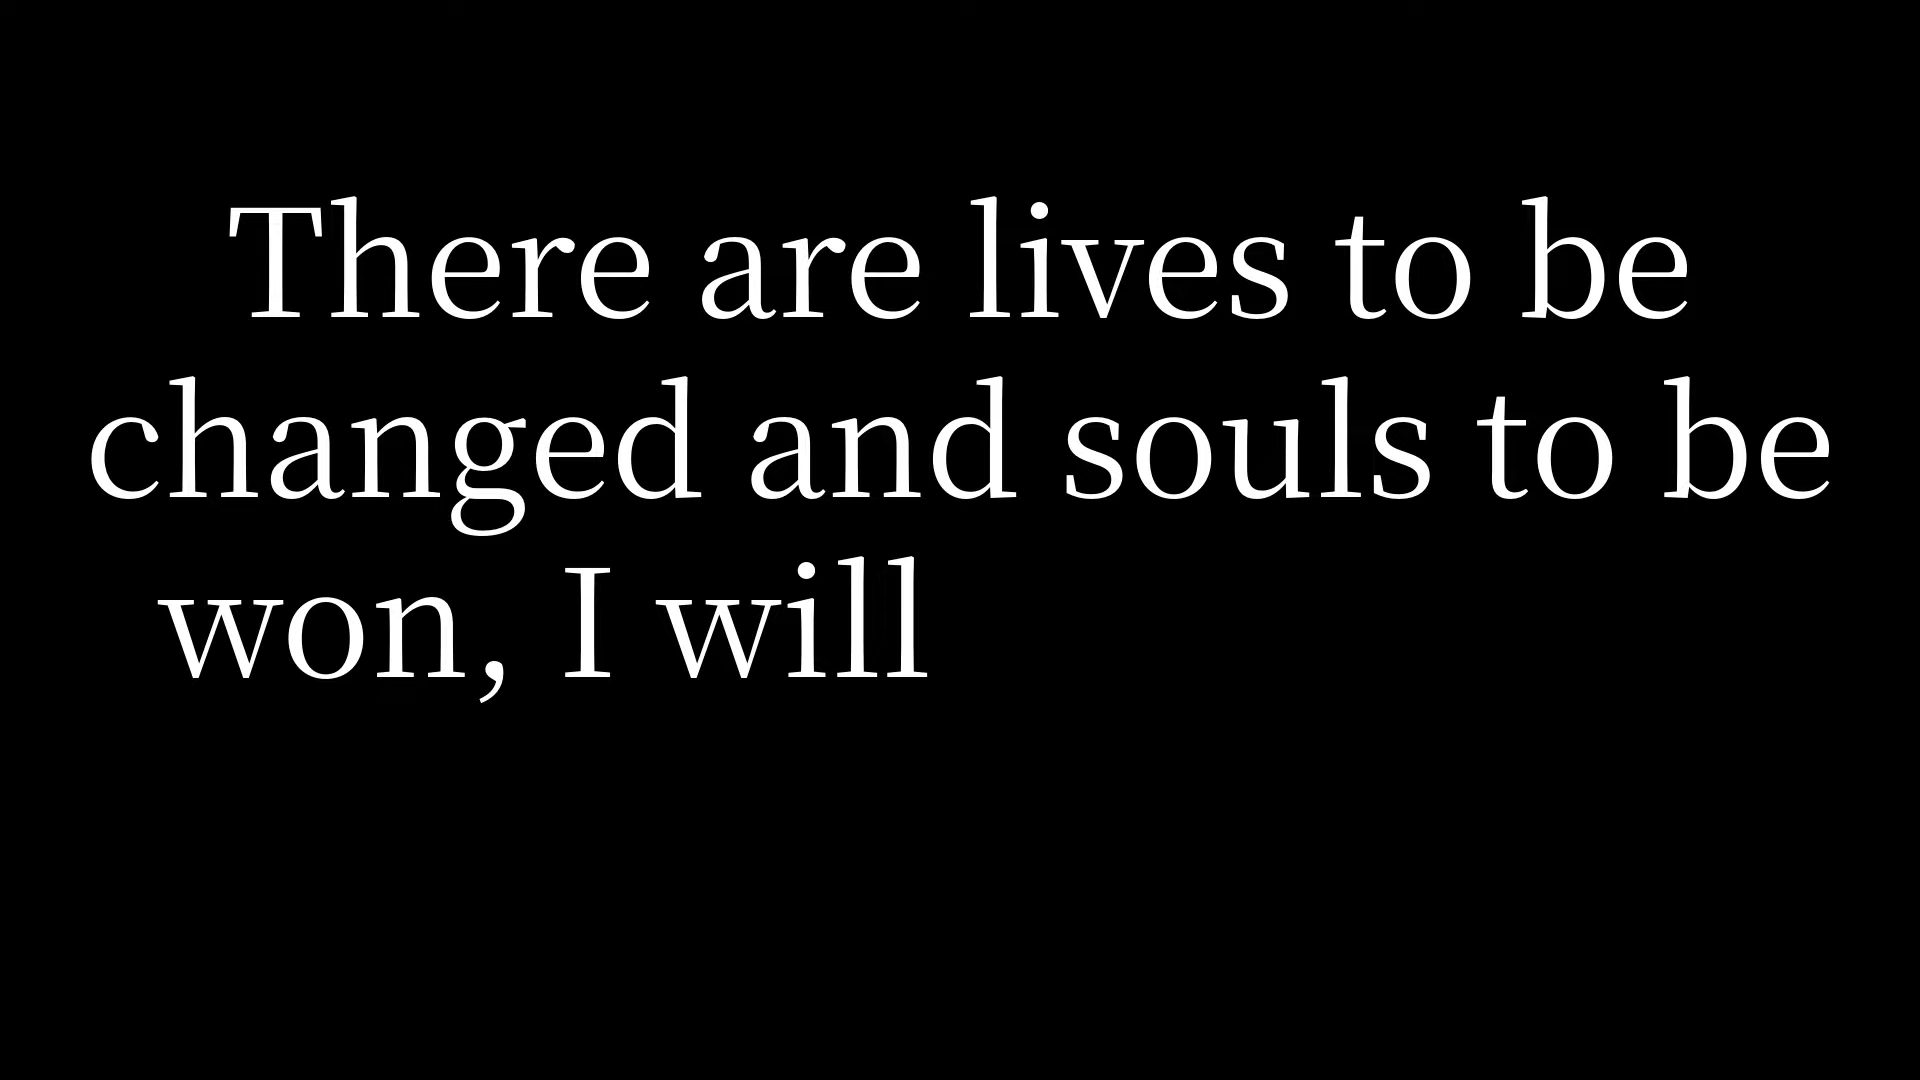 There are lives to be
changed and souls to be
won, I will